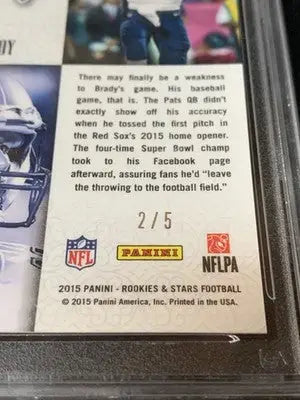 There may finally be a weakness
to Brady's game. His baseball
game, that is. The Pats QB didn't
exactly show off his accuracy
when he tossed the first pitch in
the Red Sox's 2015 home opener.
The four-time Super Bowl champ
took to his Facebook page
afterward, assuring fans he'd "leave
the throwing to the football field."
2/5
NFL
PANINI
NFLPA
2015 PANINI - ROOKIES & STARS FOOTBALL
© 2015 Panini America, Inc. Printed in the USA.